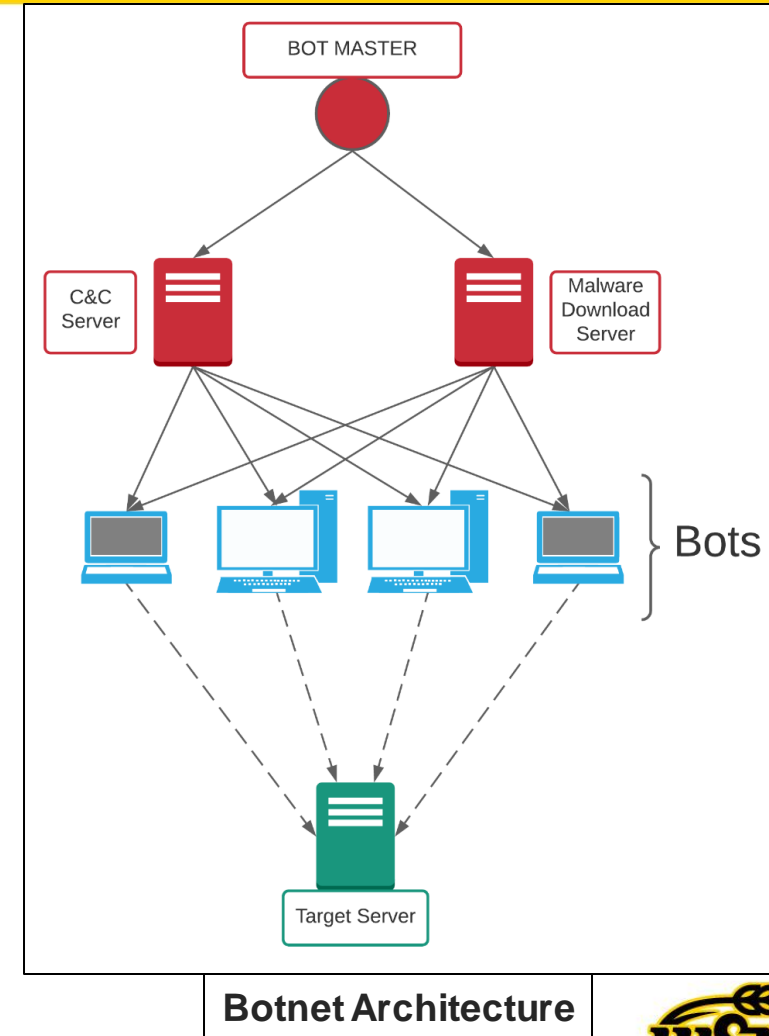 BOT MASTER
C&C
Server
Malware
Download
Server
Bots
Target Server
Botnet Architecture